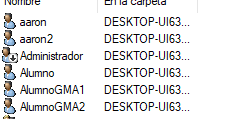 Nombre En la carpeta
aaron DESKTOP-UI63...
aaron2 DESKTOP-UI63...
Administrador DESKTOP-UI63...
Alumno DESKTOP-UI63...
AlumnoGMA1 DESKTOP-UI63...
AlumnoGMA2 DESKTOP-UI63...